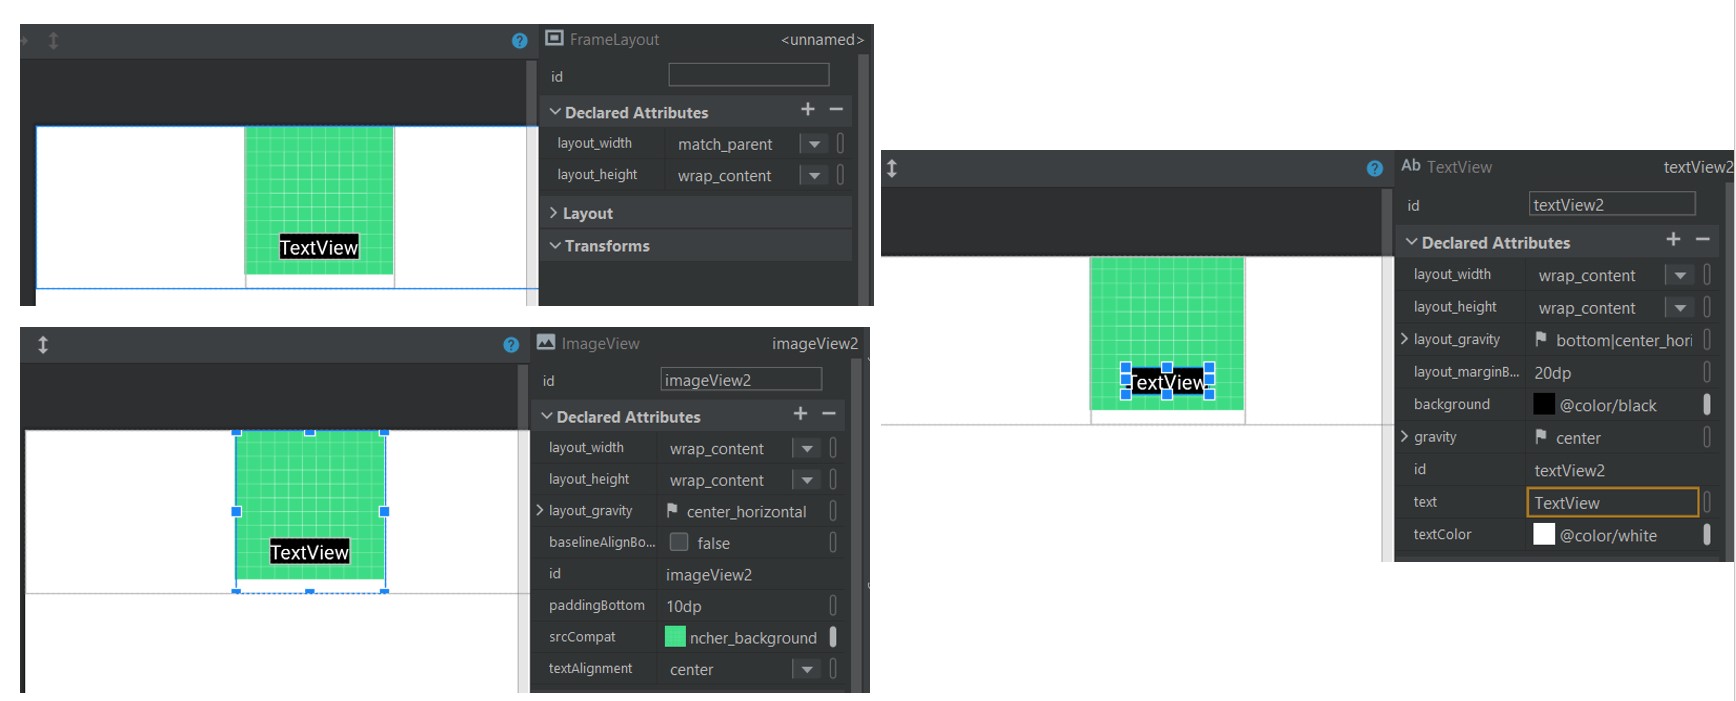 FrameLayout <unnamed>
id
Declared Attributes
layout_width match_parent
layout_height wrap_content
Layout
Transforms
TextView
ImageView imageView2
id imageView2
Declared Attributes
layout_width wrap_content
layout_height wrap_content
layout_gravity center_horizontal
baselineAlignBo... false
id imageView2
paddingBottom 10dp
srcCompat ncher_background
textAlignment center
TextView
Ab TextView textView2
id textView2
Declared Attributes
layout_width wrap_content
layout_height wrap_content
layout_gravity bottom|center_hori
layout_marginB... 20dp
background @color/black
gravity center
id textView2
text TextView
textColor @color/white
TextView